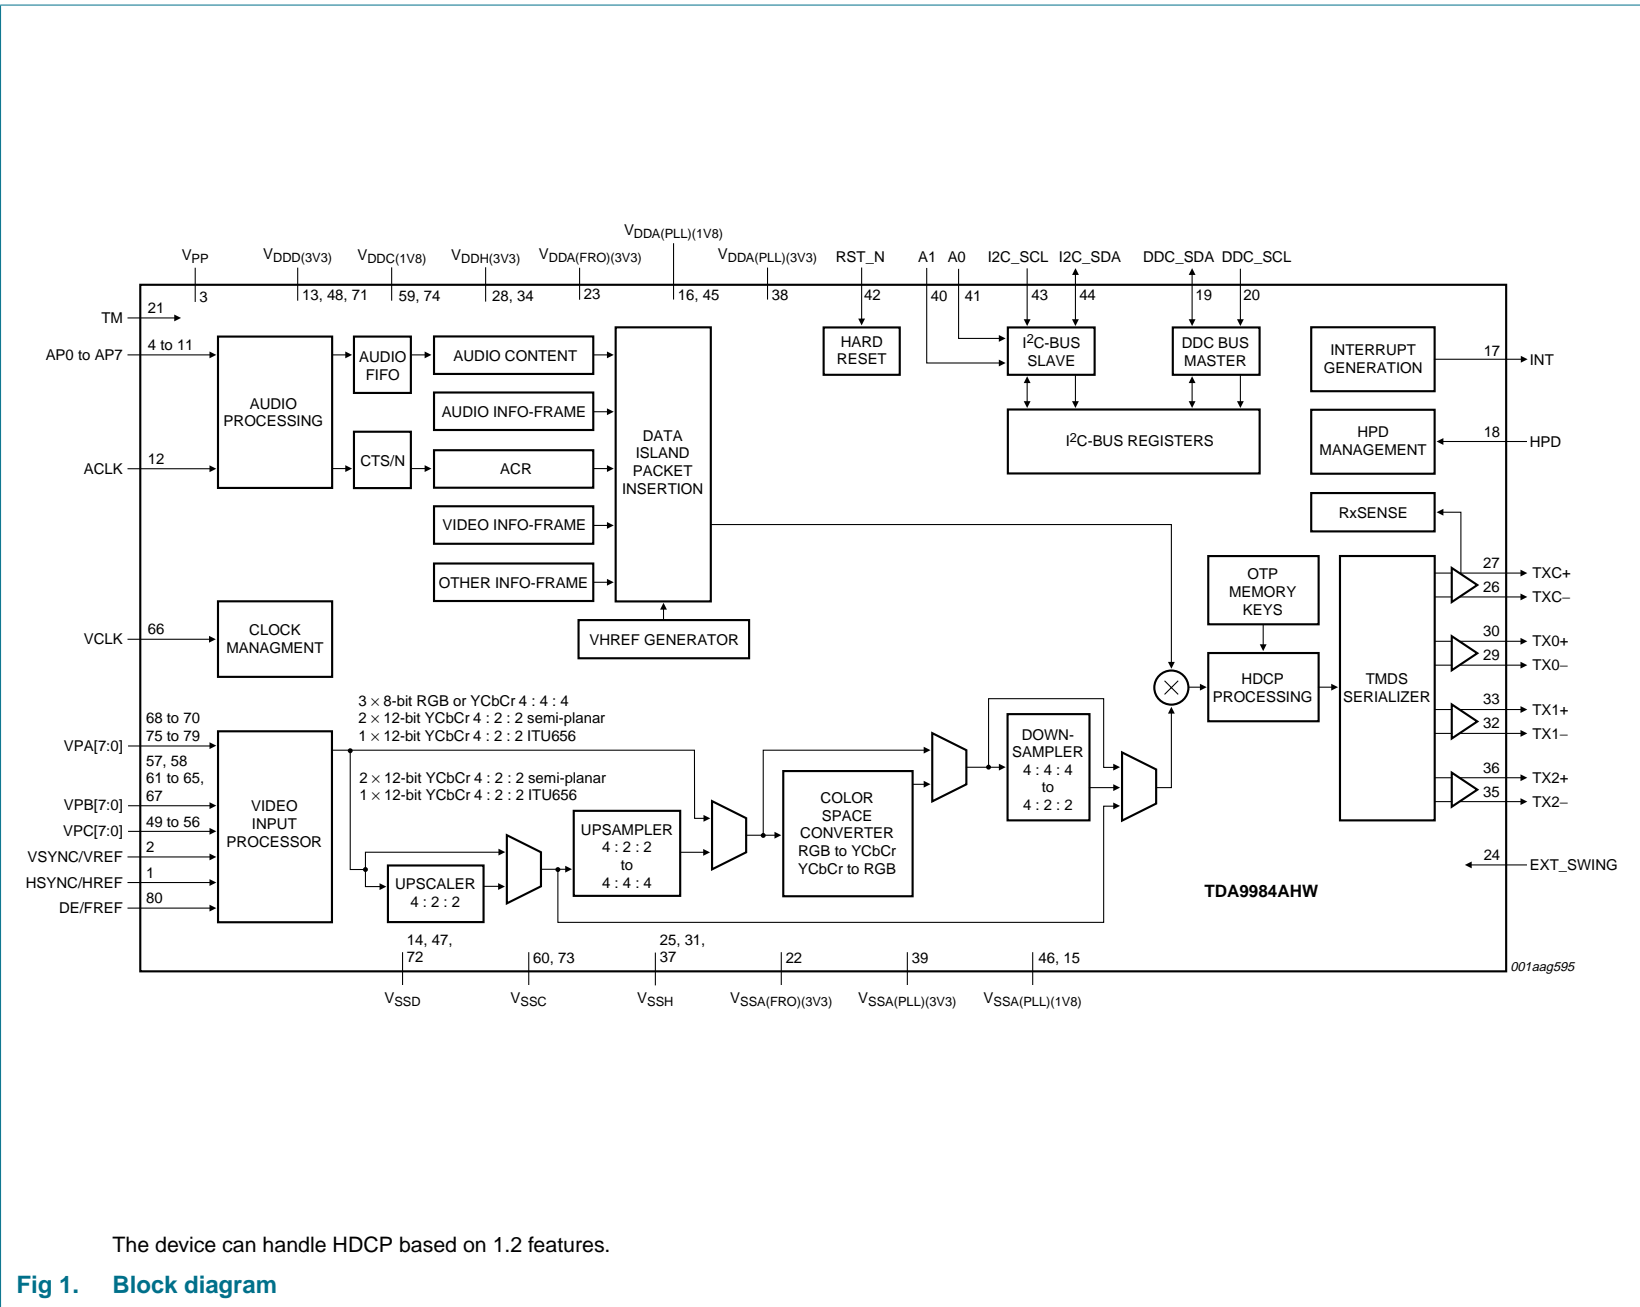 VDDA(PLL)(1V8)
VPP
VDDD(3V3)
VDDC(1V8)
VDDH(3V3)
VDDA(FRO)(3V3)
VDDA(PLL)(3V3)
RST_N
A1
A0
I2C_SCL
I2C_SDA
DDC_SDA
DDC_SCL
3
13, 48, 71
59, 74
28, 34
23
16, 45
38
42
40
41
43
44
19
20
TM
21
AP0 to AP7
4 to 11
ACLK
12
AUDIO
PROCESSING
AUDIO
FIFO
CTS/N
AUDIO CONTENT
AUDIO INFO-FRAME
ACR
VIDEO INFO-FRAME
OTHER INFO-FRAME
DATA
ISLAND
PACKET
INSERTION
VHREF GENERATOR
HARD
RESET
I2C-BUS
SLAVE
DDC BUS
MASTER
I2C-BUS REGISTERS
INTERRUPT
GENERATION
17
INT
HPD
MANAGEMENT
18
HPD
RxSENSE
VCLK
66
CLOCK
MANAGMENT
OTP
MEMORY
KEYS
HDCP
PROCESSING
TMDS
SERIALIZER
27
TXC+
26
TXC−
30
TX0+
29
TX0−
33
TX1+
32
TX1−
36
TX2+
35
TX2−
24
EXT_SWING
3 × 8-bit RGB or YCbCr 4 : 4 : 4
2 × 12-bit YCbCr 4 : 2 : 2 semi-planar
1 × 12-bit YCbCr 4 : 2 : 2 ITU656
2 × 12-bit YCbCr 4 : 2 : 2 semi-planar
1 × 12-bit YCbCr 4 : 2 : 2 ITU656
68 to 70
75 to 79
VPA[7:0]
57, 58
61 to 65,
67
VPB[7:0]
49 to 56
VPC[7:0]
2
VSYNC/VREF
1
HSYNC/HREF
80
DE/FREF
VIDEO
INPUT
PROCESSOR
UPSCALER
4 : 2 : 2
UPSAMPLER
4 : 2 : 2
to
4 : 4 : 4
COLOR
SPACE
CONVERTER
RGB to YCbCr
YCbCr to RGB
DOWN-
SAMPLER
4 : 4 : 4
to
4 : 2 : 2
TDA9984AHW
14, 47,
72
60, 73
25, 31,
37
22
39
46, 15
VSSD
VSSC
VSSH
VSSA(FRO)(3V3)
VSSA(PLL)(3V3)
VSSA(PLL)(1V8)
001aag595
The device can handle HDCP based on 1.2 features.
Fig 1. Block diagram